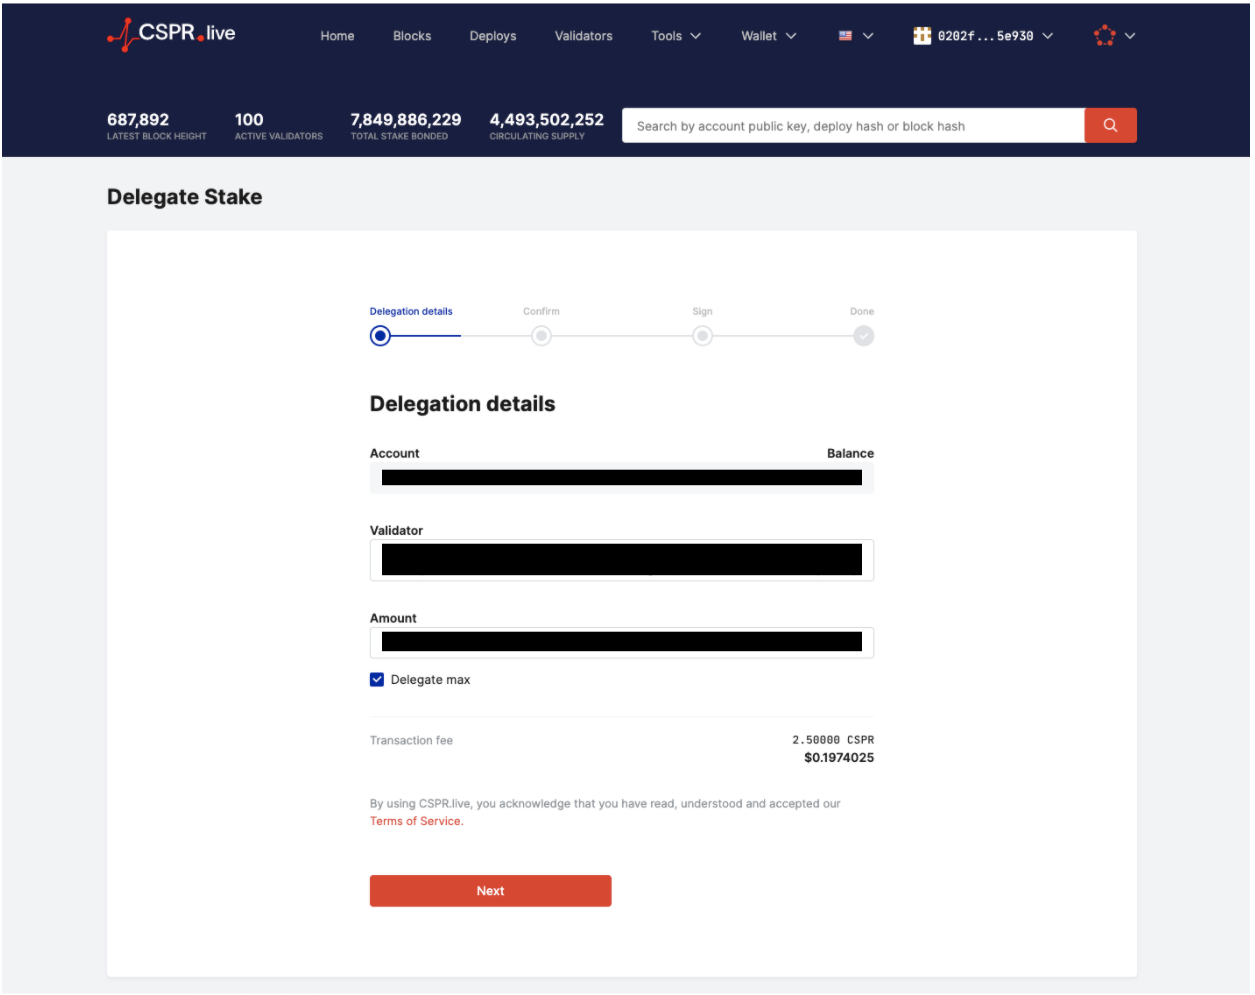 CSPR.live Home Blocks Deploys Validators Tools Wallet 0202f...5e930
687,892 100 7,849,886,229 4,493,502,252 Search by account public key, deploy hash or block hash
LATEST BLOCK HEIGHT ACTIVE VALIDATORS TOTAL STAKE BONDED CIRCULATING SUPPLY
Delegate Stake
Delegation details Confirm Sign Done
Delegation details
Account Balance
Validator
Amount
Delegate max
Transaction fee 2.50000 CSPR
$0.1974025
By using CSPR.live, you acknowledge that you have read, understood and accepted our
Terms of Service.
Next